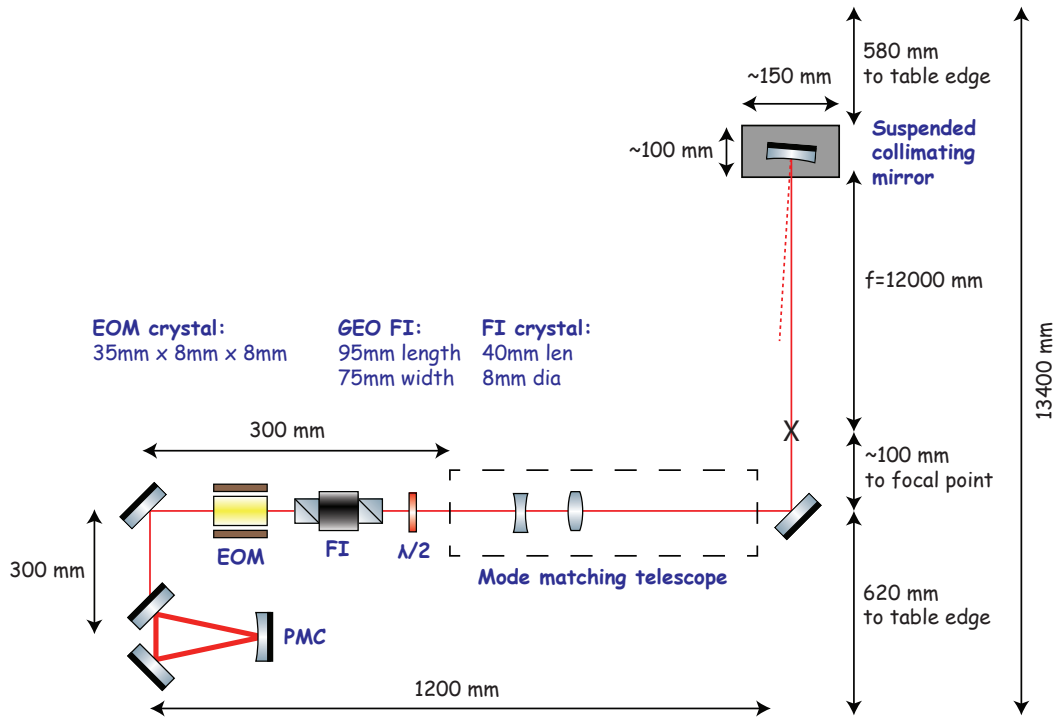 580 mm
to table edge
~150 mm
Suspended
collimating
mirror
~100 mm
f=12000 mm
13400 mm
EOM crystal:
35mm x 8mm x 8mm
GEO FI:
95mm length
75mm width
FI crystal:
40mm len
8mm dia
300 mm
X
~100 mm
to focal point
EOM
FI
λ/2
Mode matching telescope
300 mm
620 mm
to table edge
PMC
1200 mm